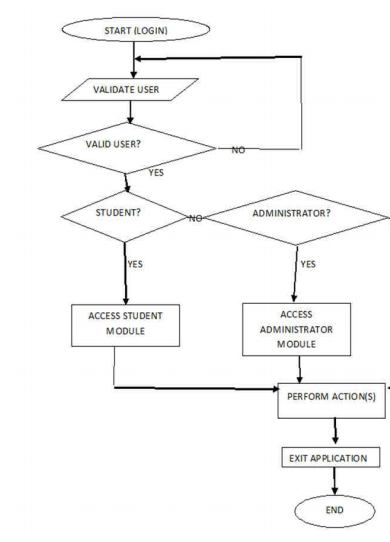 START (LOGIN)
VALIDATE USER
VALID USER?
NO
YES
STUDENT?
NO
ADMINISTRATOR?
YES
YES
ACCESS STUDENT
MODULE
ACCESS
ADMINISTRATOR
MODULE
PERFORM ACTION(S)
EXIT APPLICATION
END